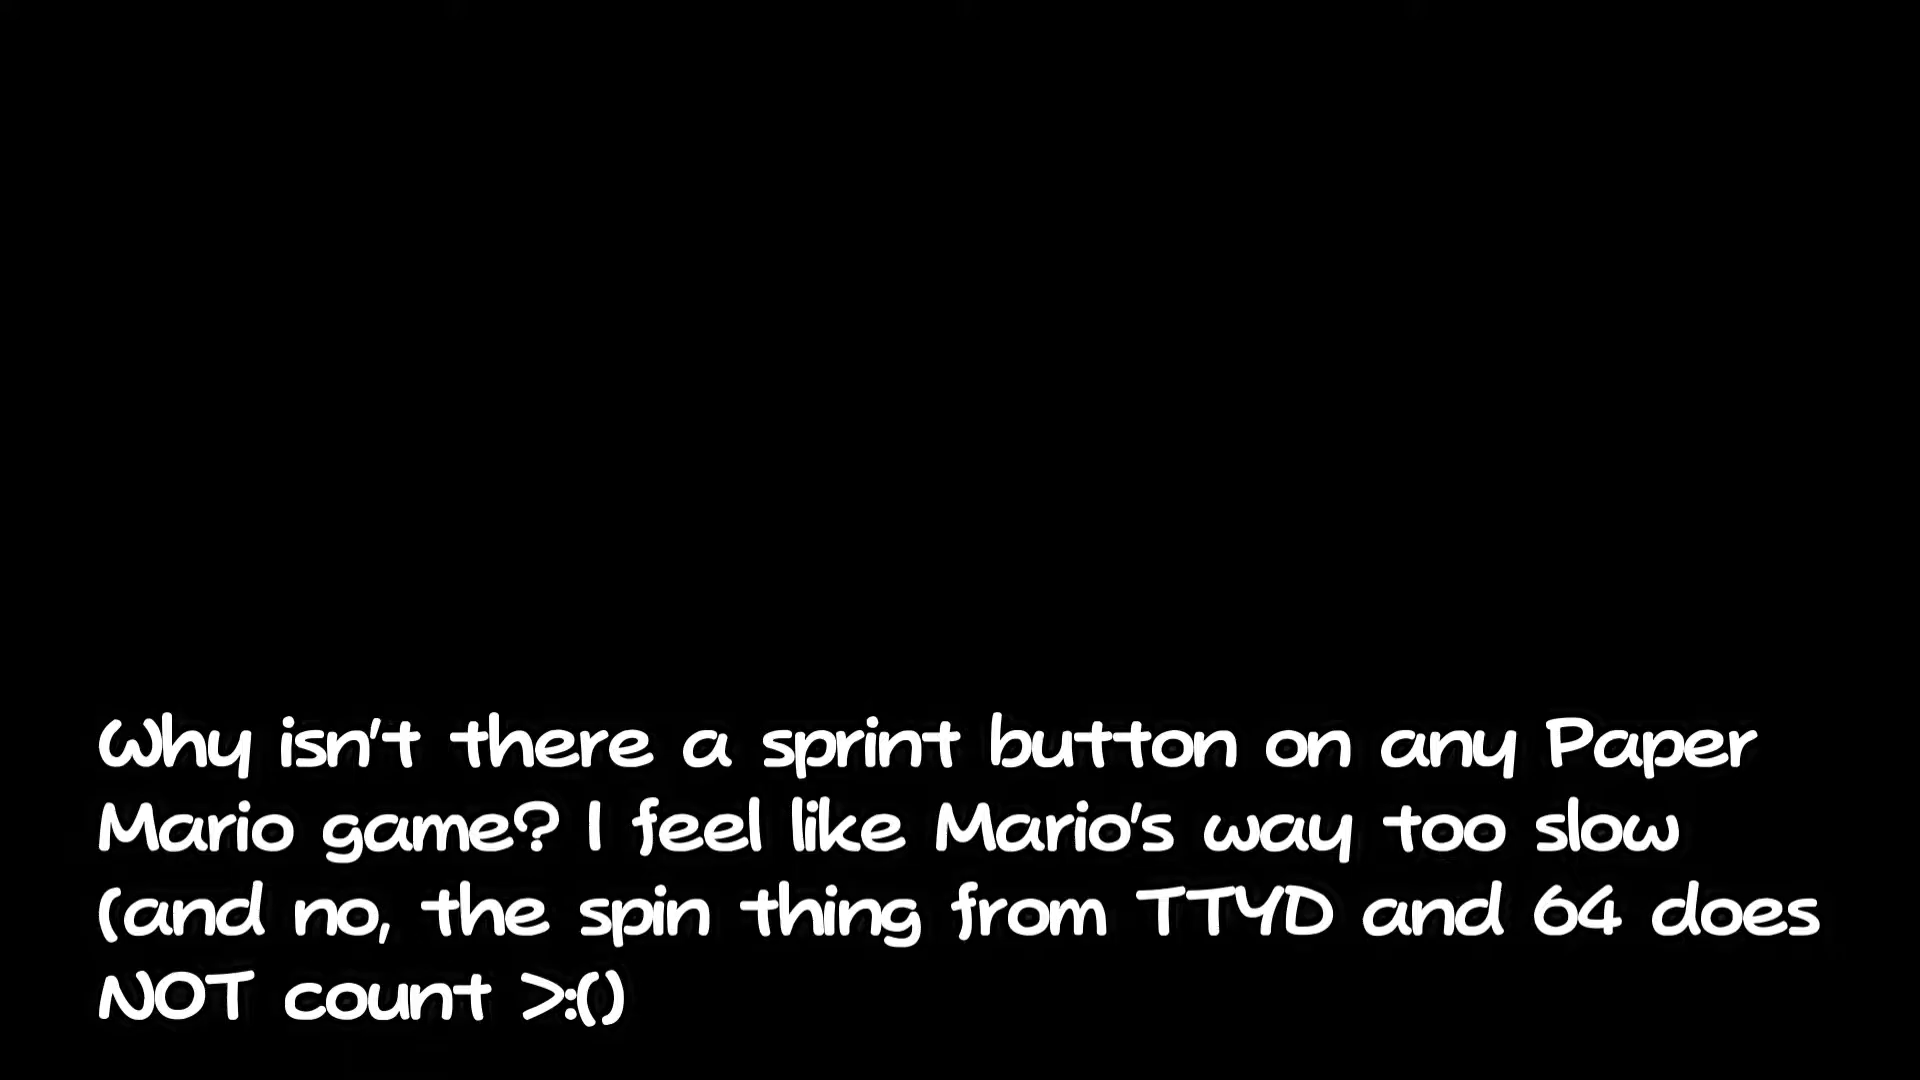 Why isn't there a sprint button on any Paper
Mario game? I feel like Mario's way too slow
(and no, the spin thing from TTYD and 64 does
NOT count >:()